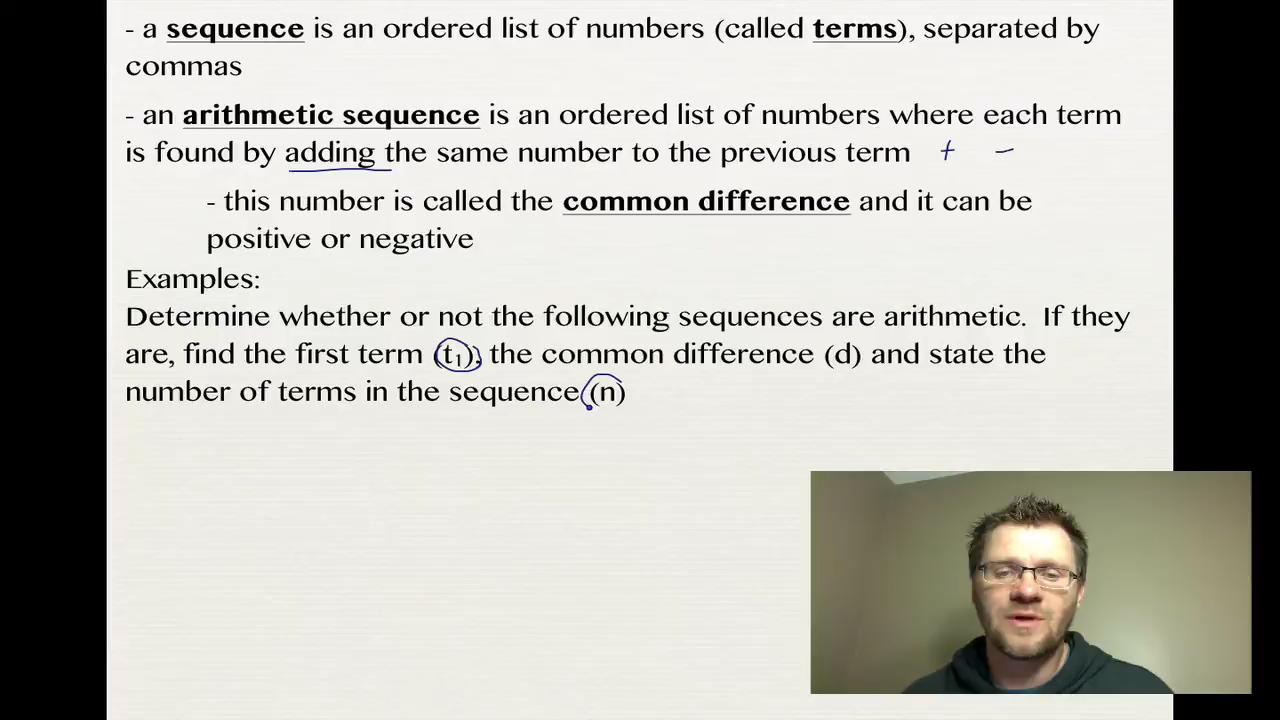 - a sequence is an ordered list of numbers (called terms), separated by
commas
- an arithmetic sequence is an ordered list of numbers where each term
is found by adding the same number to the previous term + -
- this number is called the common difference and it can be
positive or negative
Examples:
Determine whether or not the following sequences are arithmetic. If they
are, find the first term (t₁), the common difference (d) and state the
number of terms in the sequence (n)